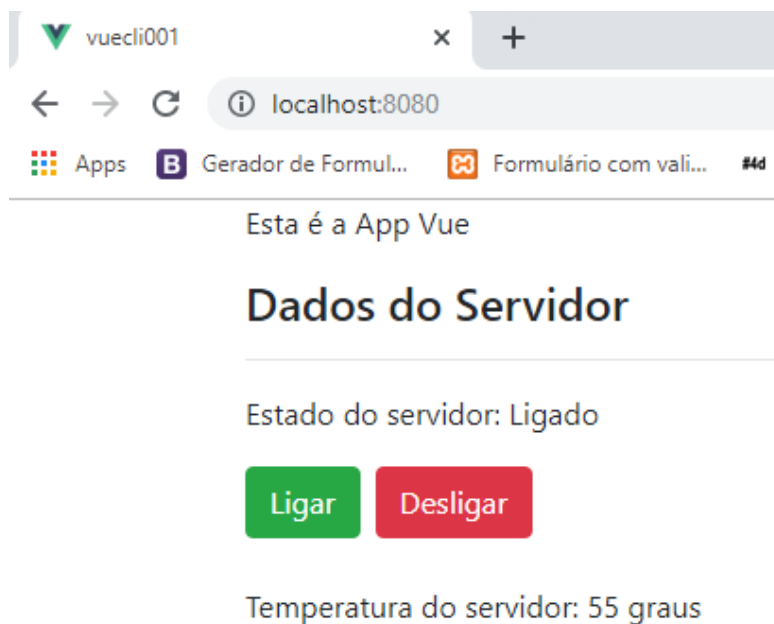 vuecli001
localhost:8080
Apps B Gerador de Formul... Formulário com vali... #4d
Esta é a App Vue
Dados do Servidor
Estado do servidor: Ligado
Ligar Desligar
Temperatura do servidor: 55 graus